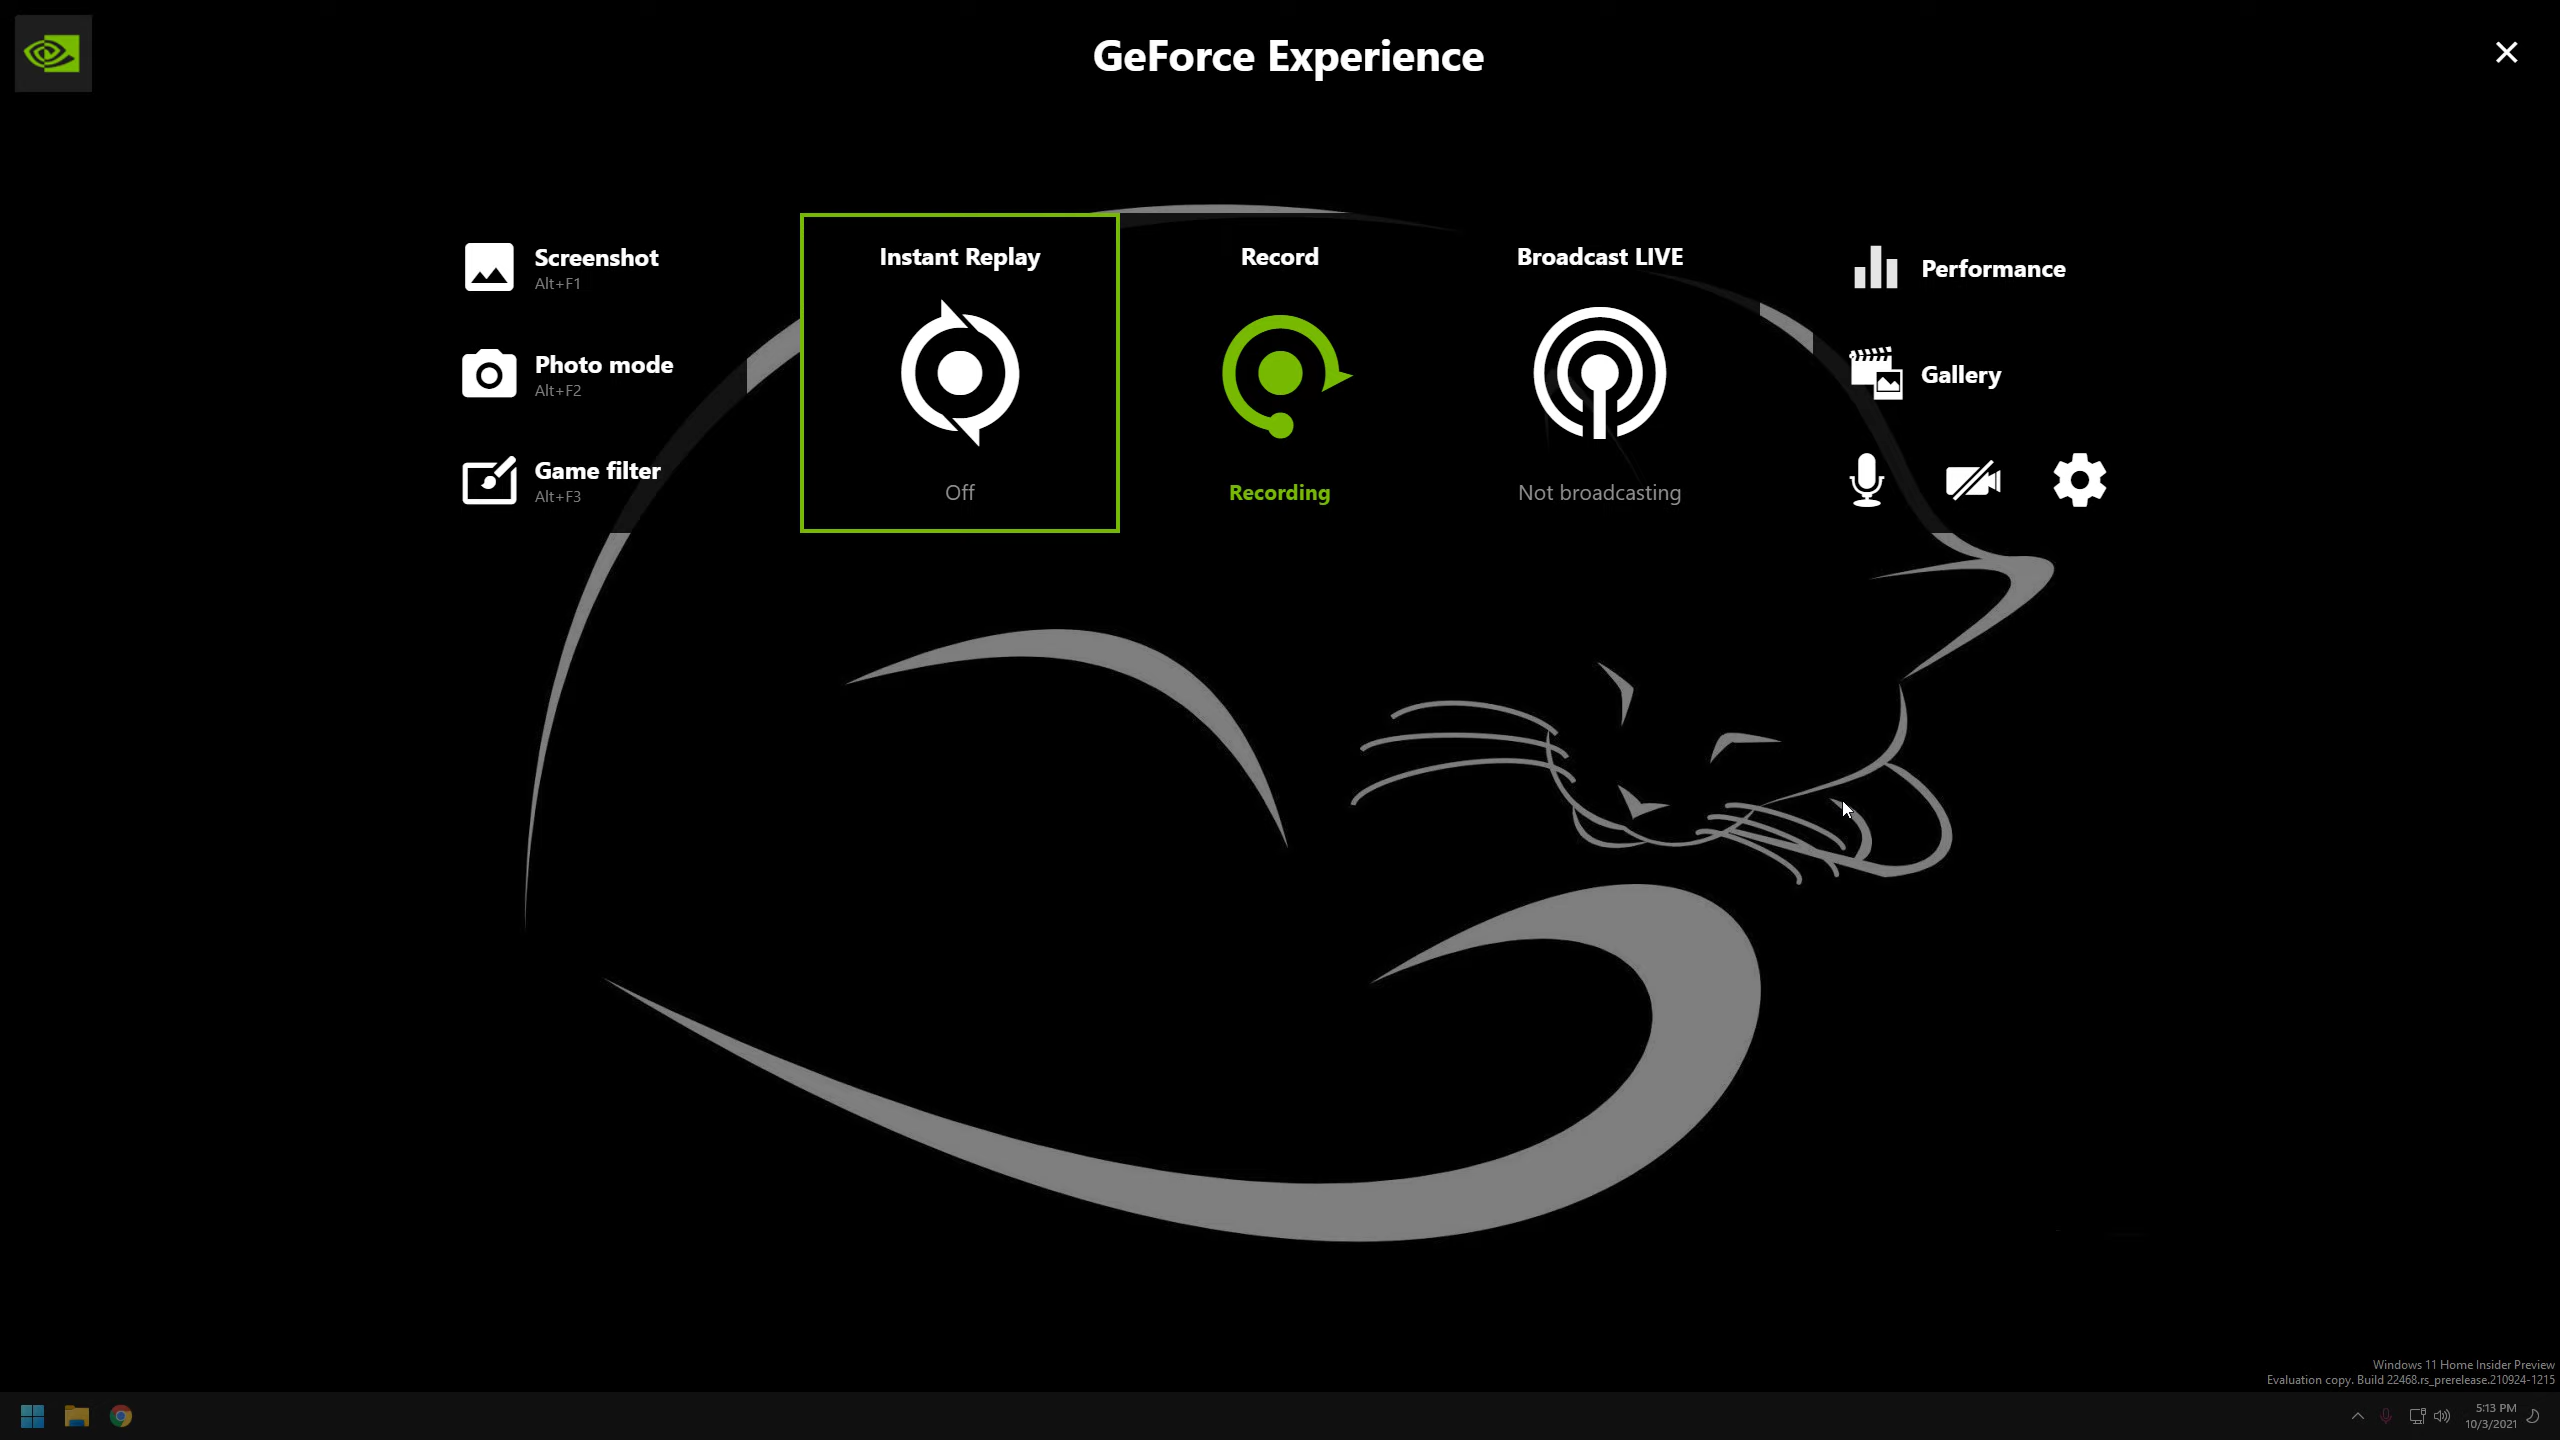 GeForce Experience
Screenshot
Alt+F1
Photo mode
Alt+F2
Game filter
Alt+F3
Instant Replay
Off
Record
Recording
Broadcast LIVE
Not broadcasting
Performance
Gallery
Windows 11 Home Insider Preview
Evaluation copy. Build 22468.rs_prerelease.210924-1215
5:13 PM
10/3/2021